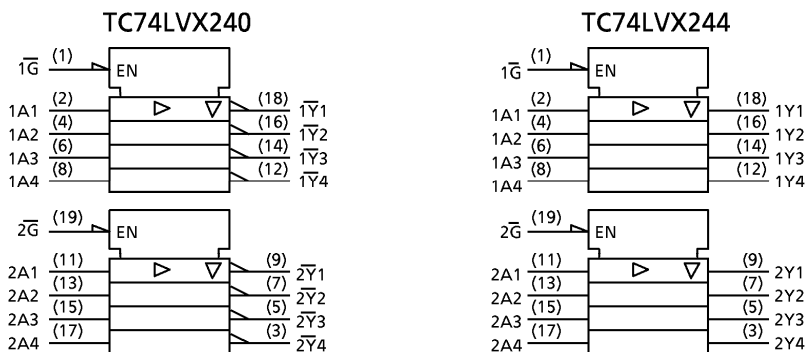 TC74LVX240
1G̅ (1) EN
1A1 (2) (18) 1Y̅1
1A2 (4) (16) 1Y̅2
1A3 (6) (14) 1Y̅3
1A4 (8) (12) 1Y̅4
2G̅ (19) EN
2A1 (11) (9) 2Y̅1
2A2 (13) (7) 2Y̅2
2A3 (15) (5) 2Y̅3
2A4 (17) (3) 2Y̅4
TC74LVX244
1G̅ (1) EN
1A1 (2) (18) 1Y1
1A2 (4) (16) 1Y2
1A3 (6) (14) 1Y3
1A4 (8) (12) 1Y4
2G̅ (19) EN
2A1 (11) (9) 2Y1
2A2 (13) (7) 2Y2
2A3 (15) (5) 2Y3
2A4 (17) (3) 2Y4